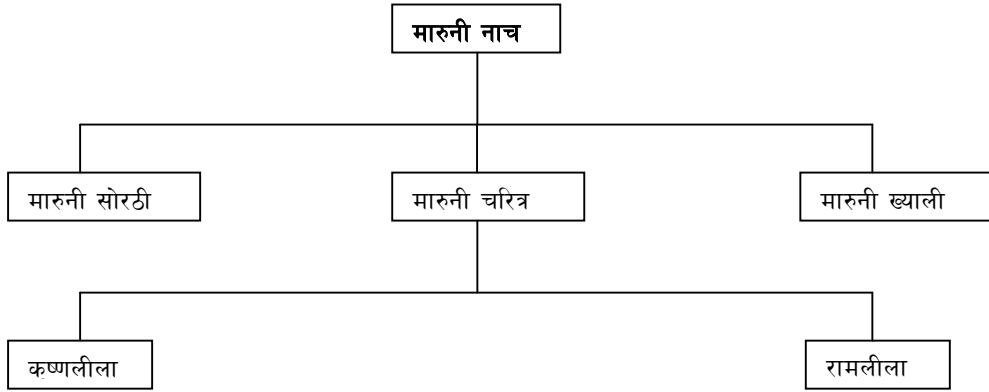 मारुनी नाच
मारुनी सोरठी
मारुनी चरित्र
मारुनी ख्याली
कृष्णलीला
रामलीला